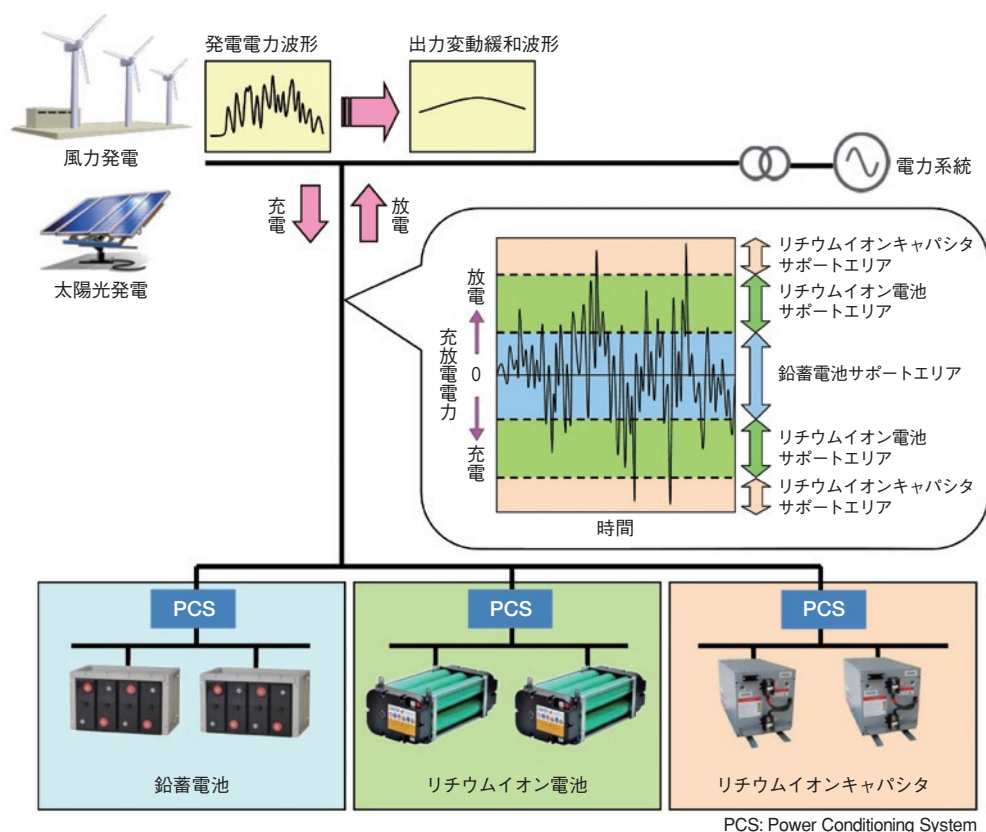 発電電力波形
出力変動緩和波形
風力発電
電力系統
充電
放電
太陽光発電
リチウムイオンキャパシタ
サポートエリア
リチウムイオン電池
サポートエリア
鉛蓄電池サポートエリア
リチウムイオン電池
サポートエリア
リチウムイオンキャパシタ
サポートエリア
放電
充放電電力
0
充電
時間
PCS
PCS
PCS
鉛蓄電池
リチウムイオン電池
リチウムイオンキャパシタ
PCS: Power Conditioning System